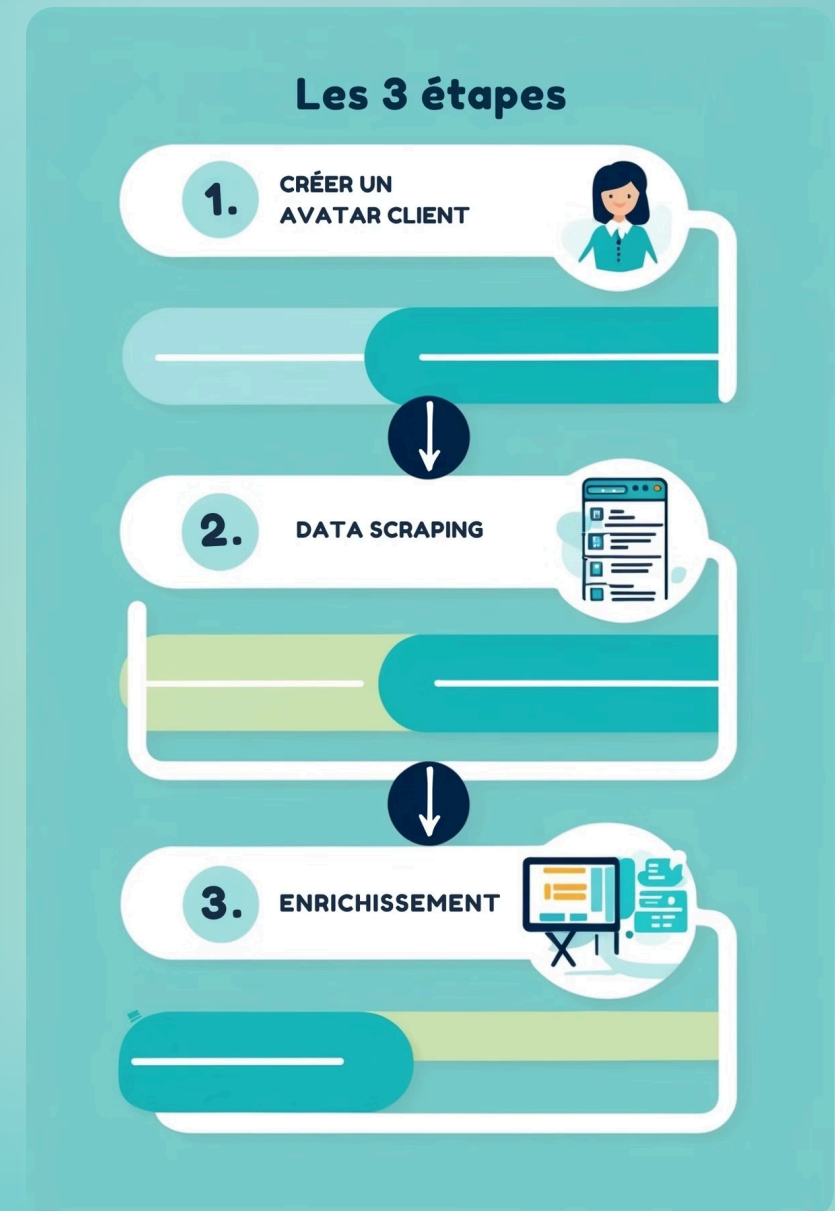 Les 3 étapes
1.
CRÉER UN
AVATAR CLIENT
2.
DATA SCRAPING
3.
ENRICHISSEMENT